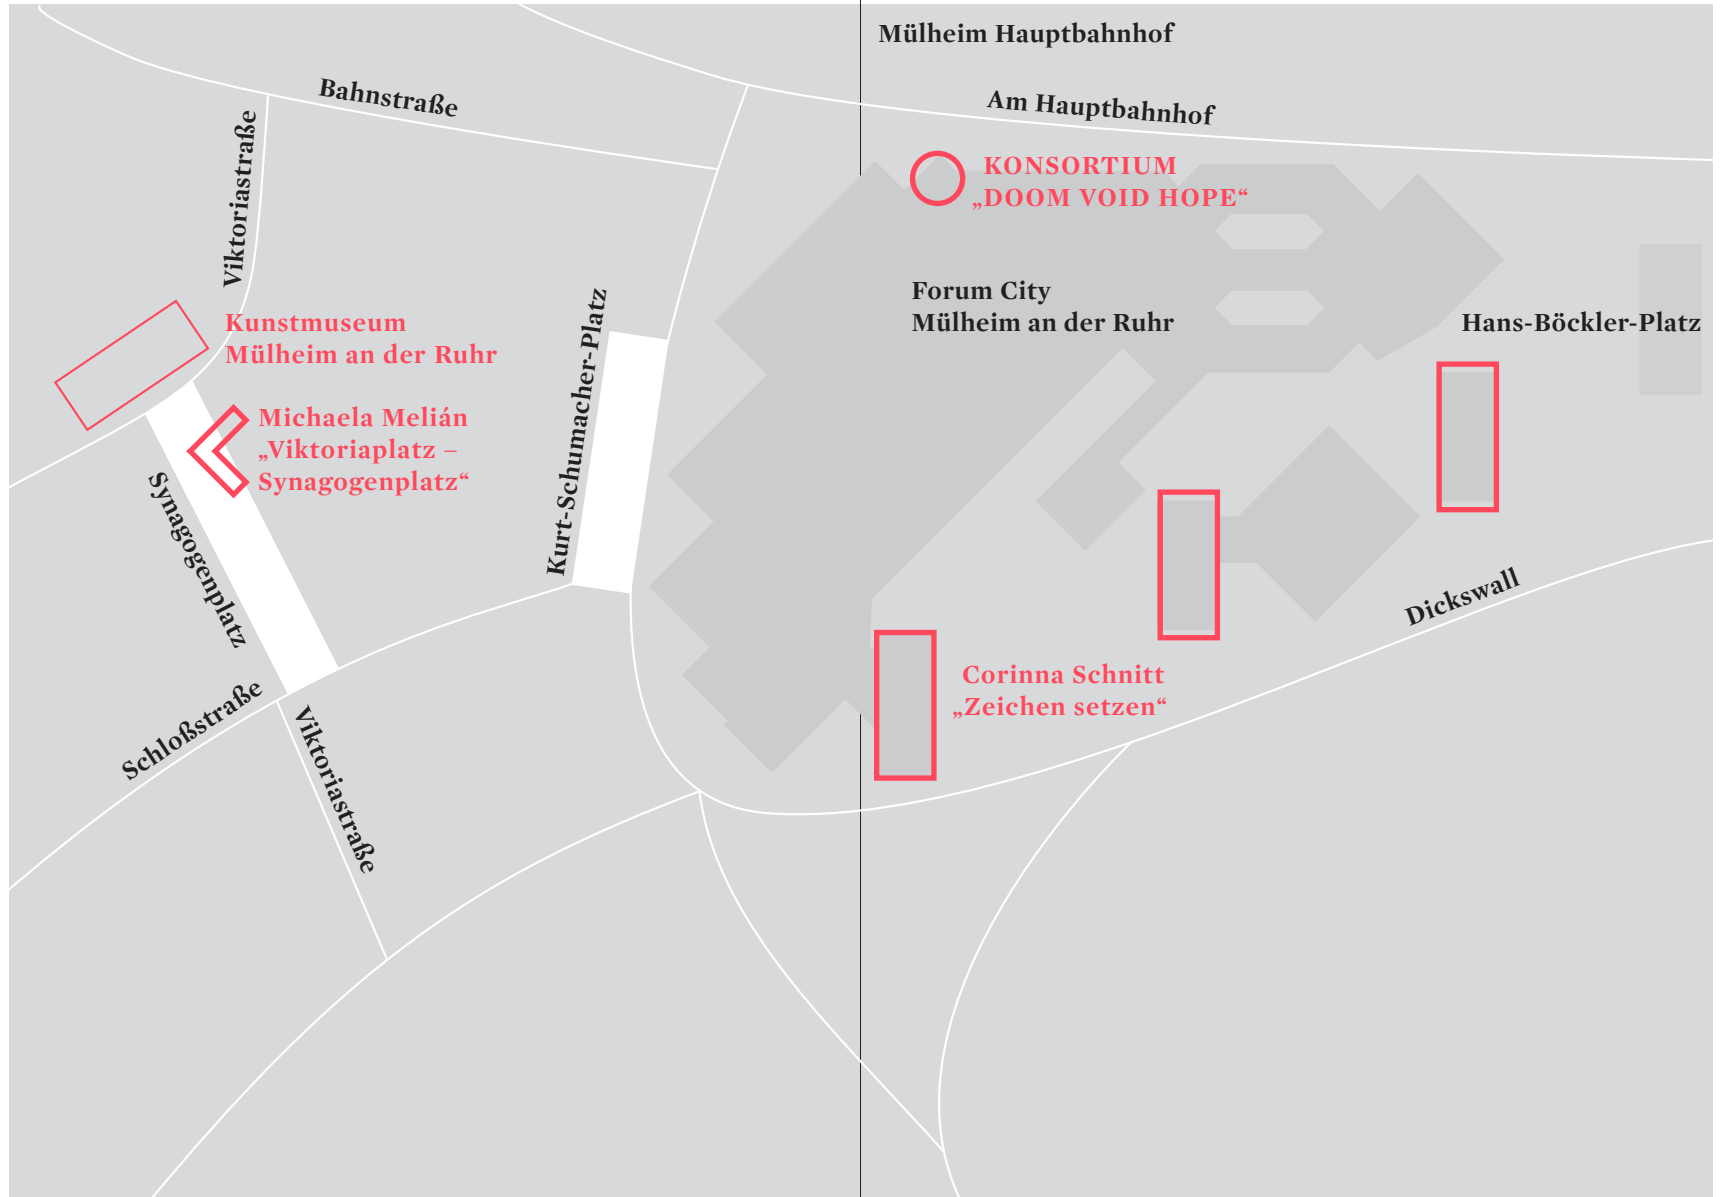 Mülheim Hauptbahnhof
Bahnstraße
Am Hauptbahnhof
Viktoriastraße
KONSORTIUM
„DOOM VOID HOPE“
Forum City
Mülheim an der Ruhr
Hans-Böckler-Platz
Kunstmuseum
Mülheim an der Ruhr
Kurt-Schumacher-Platz
Michaela Melián
„Viktoriaplatz –
Synagogenplatz“
Synagogenplatz
Dickswall
Corinna Schnitt
„Zeichen setzen“
Schloßstraße
Viktoriastraße